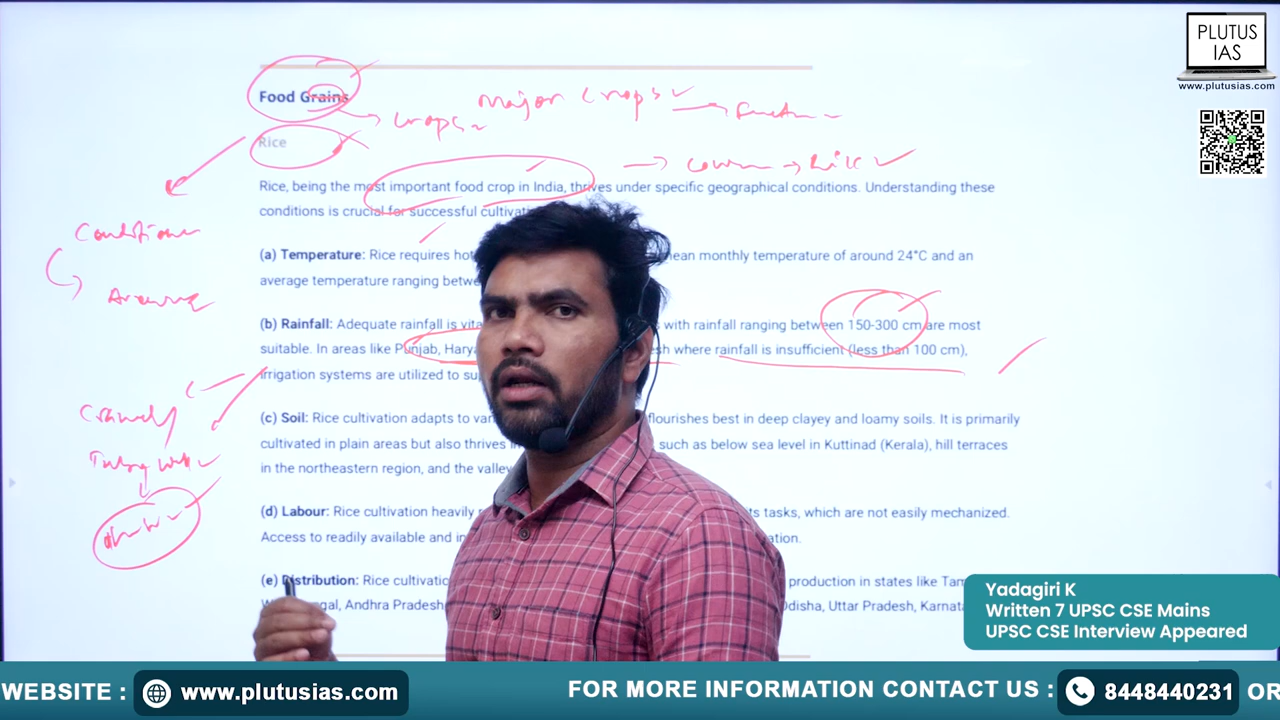 PLUTUS
IAS
www.plutusias.com
Food Grains
Major Crops
Crops
Rice
Rice
Rice, being the most important food crop in India, thrives under specific geographical conditions. Understanding these
conditions is crucial for successful cultivat
(a) Temperature: Rice requires hot mean monthly temperature of around 24°C and an
average temperature ranging betwe
(b) Rainfall: Adequate rainfall is vita s with rainfall ranging between 150-300 cm are most
suitable. In areas like Punjab, Harya esh where rainfall is insufficient (less than 100 cm),
irrigation systems are utilized to su
(c) Soil: Rice cultivation adapts to var flourishes best in deep clayey and loamy soils. It is primarily
cultivated in plain areas but also thrives in such as below sea level in Kuttinad (Kerala), hill terraces
in the northeastern region, and the valley
(d) Labour: Rice cultivation heavily ts tasks, which are not easily mechanized.
Access to readily available and in ation.
(e) Distribution: Rice cultivatio production in states like Tam
W gal, Andhra Pradesh Odisha, Uttar Pradesh, Karnata
Yadagiri K
Written 7 UPSC CSE Mains
UPSC CSE Interview Appeared
WEBSITE : www.plutusias.com FOR MORE INFORMATION CONTACT US : 8448440231 OR